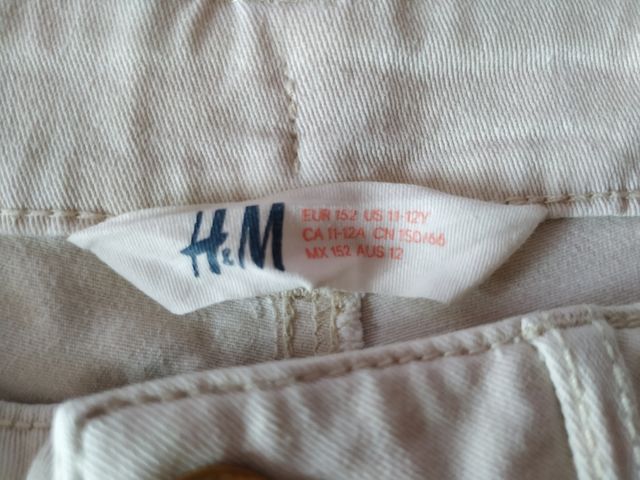 H&M
EUR 152 US 11-12Y
CA 11-12A CN 150/66
MX 152 AUS 12